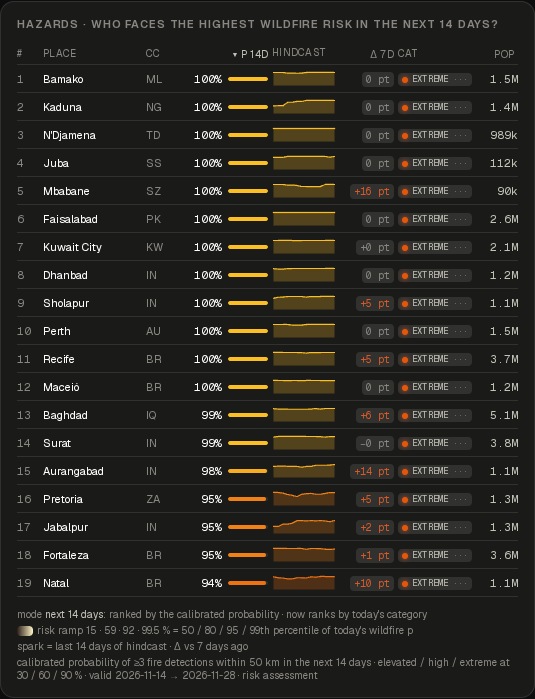 HAZARDS · WHO FACES THE HIGHEST WILDFIRE RISK IN THE NEXT 14 DAYS?
# PLACE CC ▼ P 14D HINDCAST Δ 7D CAT POP
1 Bamako ML 100% 0 pt EXTREME ··· 1.5M
2 Kaduna NG 100% 0 pt EXTREME ··· 1.4M
3 N'Djamena TD 100% 0 pt EXTREME ··· 989k
4 Juba SS 100% 0 pt EXTREME ··· 112k
5 Mbabane SZ 100% +16 pt EXTREME ··· 90k
6 Faisalabad PK 100% 0 pt EXTREME ··· 2.6M
7 Kuwait City KW 100% +0 pt EXTREME ··· 2.1M
8 Dhanbad IN 100% 0 pt EXTREME ··· 1.2M
9 Sholapur IN 100% +5 pt EXTREME ··· 1.1M
10 Perth AU 100% 0 pt EXTREME ··· 1.5M
11 Recife BR 100% +5 pt EXTREME ··· 3.7M
12 Maceió BR 100% 0 pt EXTREME ··· 1.2M
13 Baghdad IQ 99% +6 pt EXTREME ··· 5.1M
14 Surat IN 99% −0 pt EXTREME ··· 3.8M
15 Aurangabad IN 98% +14 pt EXTREME ··· 1.1M
16 Pretoria ZA 95% +5 pt EXTREME ··· 1.3M
17 Jabalpur IN 95% +2 pt EXTREME ··· 1.3M
18 Fortaleza BR 95% +1 pt EXTREME ··· 3.6M
19 Natal BR 94% +10 pt EXTREME ··· 1.1M
mode next 14 days: ranked by the calibrated probability · now ranks by today's category
risk ramp 15 · 59 · 92 · 99.5 % = 50 / 80 / 95 / 99th percentile of today's wildfire p
spark = last 14 days of hindcast · Δ vs 7 days ago
calibrated probability of ≥3 fire detections within 50 km in the next 14 days · elevated / high / extreme at
30 / 60 / 90 % · valid 2026-11-14 → 2026-11-28 · risk assessment